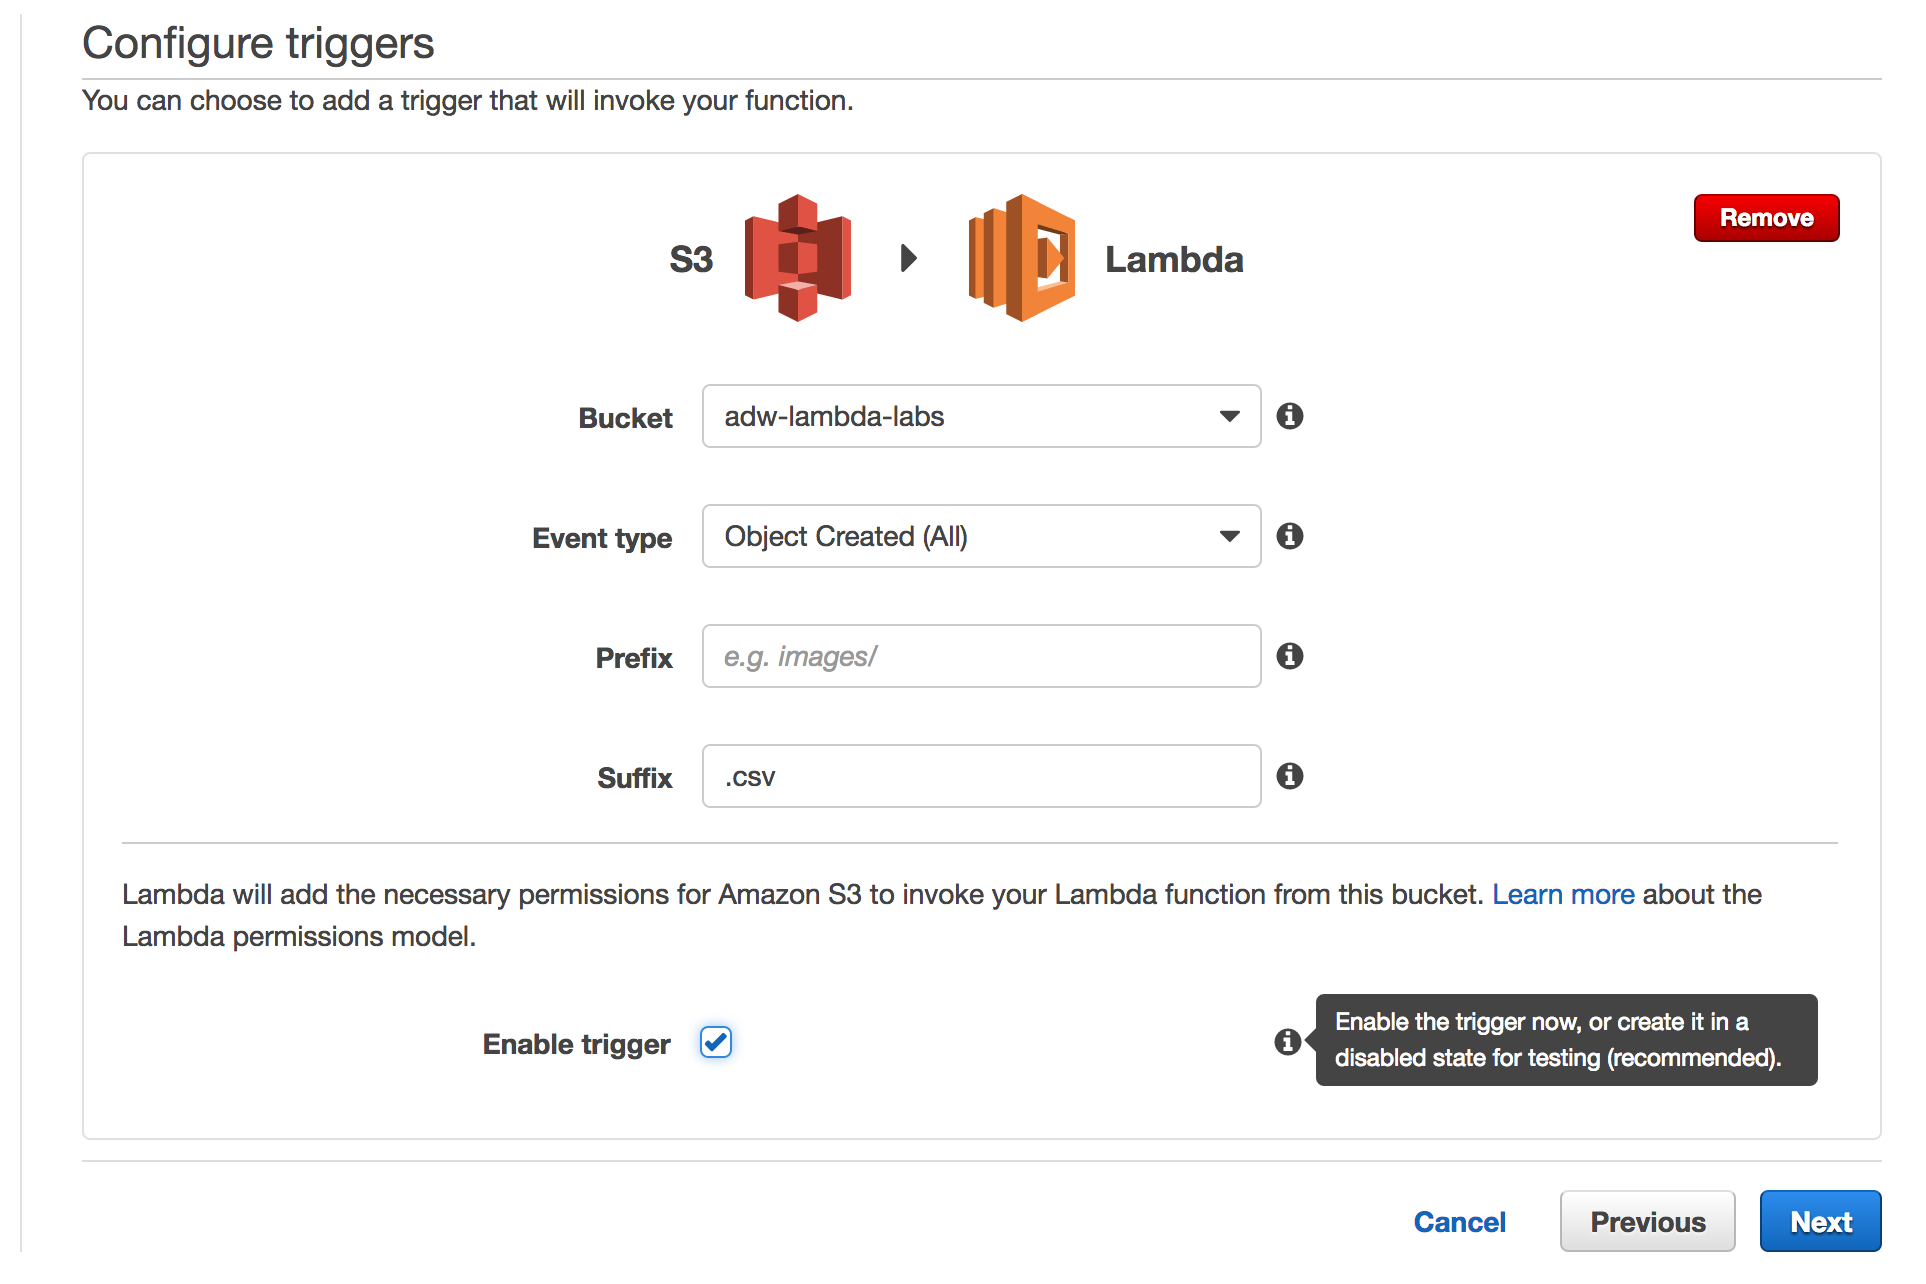 Configure triggers
You can choose to add a trigger that will invoke your function.
Remove
S3 Lambda
Bucket adw-lambda-labs
Event type Object Created (All)
Prefix e.g. images/
Suffix .csv
Lambda will add the necessary permissions for Amazon S3 to invoke your Lambda function from this bucket. Learn more about the
Lambda permissions model.
Enable trigger
Enable the trigger now, or create it in a
disabled state for testing (recommended).
Cancel Previous Next